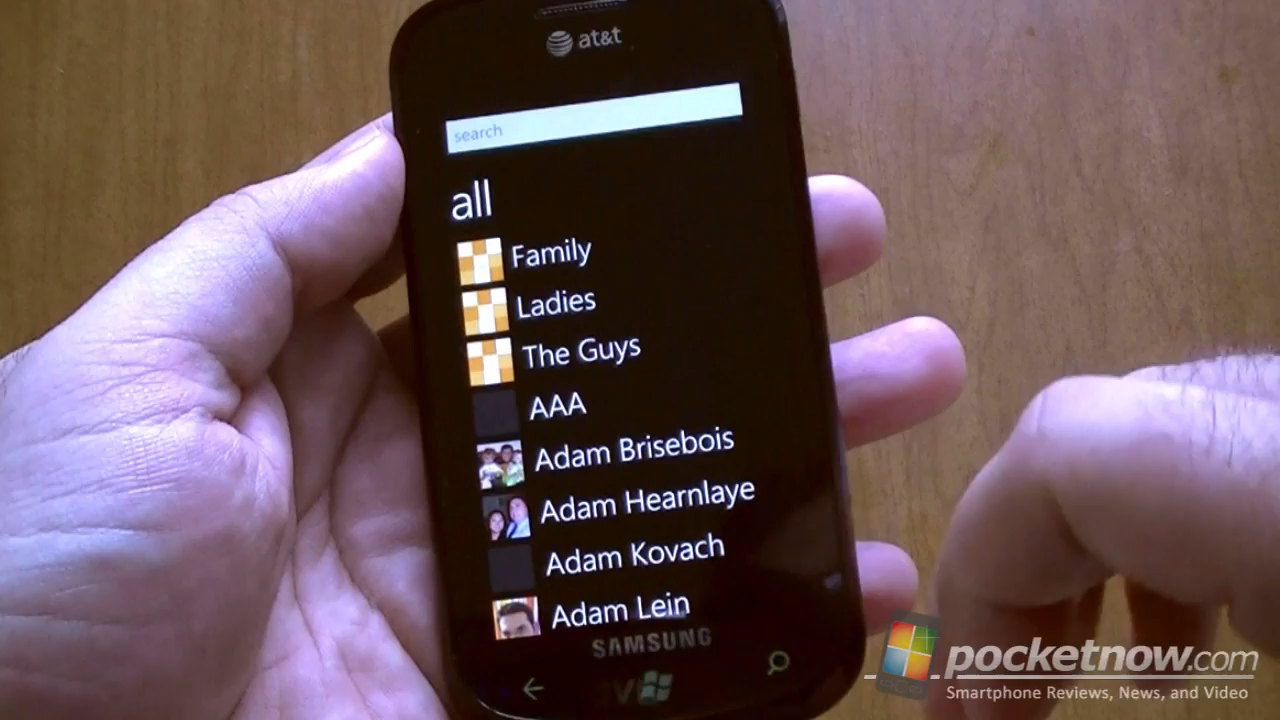 at&t
search
all
Family
Ladies
The Guys
AAA
Adam Brisebois
Adam Hearnlaye
Adam Kovach
Adam Lein
SAMSUNG
pocketnow.com
Smartphone Reviews, News, and Video